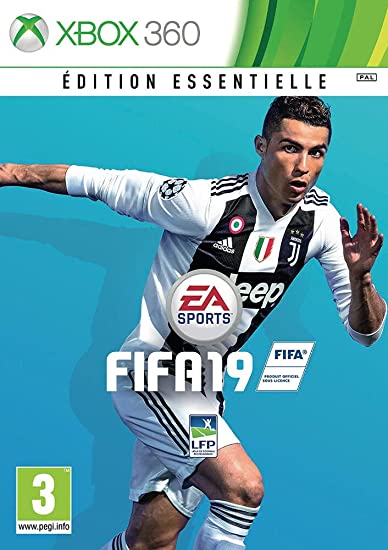 XBOX 360
ÉDITION ESSENTIELLE
PAL
adidas
Jeep
EA
SPORTS
FIFA19
FIFA®
PRODUIT OFFICIEL
SOUS LICENCE
LFP
3
www.pegi.info